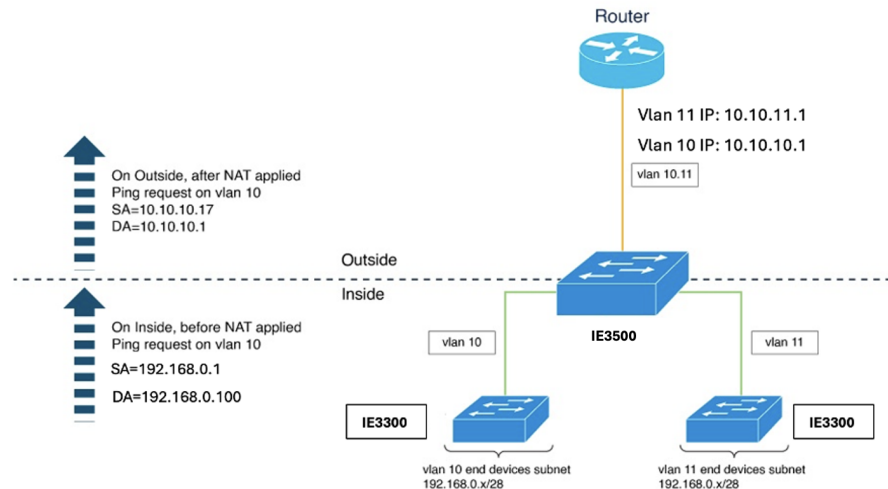 Router
Vlan 11 IP: 10.10.11.1
Vlan 10 IP: 10.10.10.1
vlan 10.11
On Outside, after NAT applied
Ping request on vlan 10
SA=10.10.10.17
DA=10.10.10.1
Outside
Inside
On Inside, before NAT applied
Ping request on vlan 10
SA=192.168.0.1
DA=192.168.0.100
IE3500
vlan 10
vlan 11
IE3300
IE3300
vlan 10 end devices subnet
192.168.0.x/28
vlan 11 end devices subnet
192.168.0.x/28